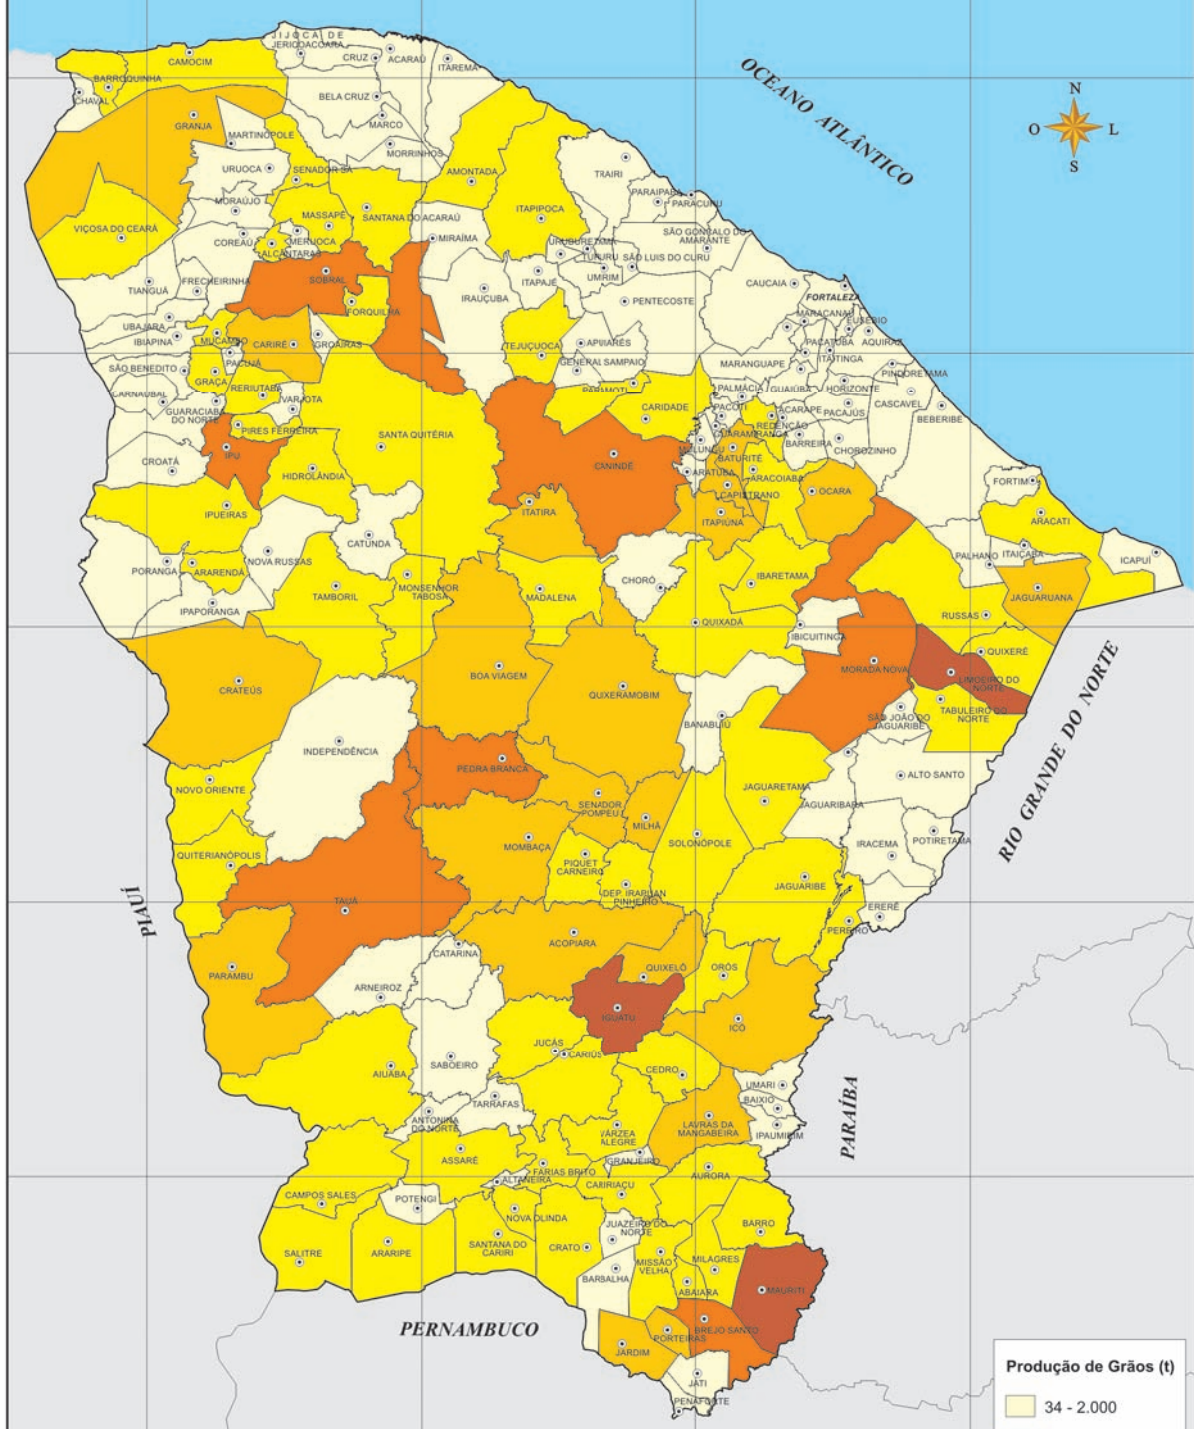 JIJOCA DE
JERICOACOARA
CRUZ
ACARAÚ
ITAREMA
CAMOCIM
BARROQUINHA
CHAVAL
BELA CRUZ
MARCO
GRANJA
MARTINÓPOLE
MORRINHOS
URUOCA
SENADOR SÁ
AMONTADA
TRAIRI
PARAIPABA
PARACURU
MORAÚJO
MASSAPÊ
SANTANA DO ACARAÚ
ITAPIPOCA
VIÇOSA DO CEARÁ
COREAÚ
MERUOCA
ALCÂNTARAS
MIRAÍMA
URUBURETAMA
SÃO GONÇALO DO
AMARANTE
TURURU
SÃO LUIS DO CURU
UMRIM
TIANGUÁ
FRECHEIRINHA
SOBRAL
ITAPAJÉ
IRAUÇUBA
PENTECOSTE
CAUCAIA
FORTALEZA
FORQUILHA
UBAJARA
IBIAPINA
MUCAMBO
CARIRÉ
GROAÍRAS
PACUJÁ
TEJUÇUOCA
APUIARÉS
GENERAL SAMPAIO
MARACANAÚ
EUSÉBIO
PACATUBA
AQUIRAZ
ITAITINGA
MARANGUAPE
SÃO BENEDITO
GRAÇA
RERIUTABA
VARJOTA
CARNAUBAL
GUARACIABA
DO NORTE
PIRES FERREIRA
PARAMOTI
CARIDADE
PALMÁCIA
GUAIÚBA
HORIZONTE
PINDORETAMA
CASCAVEL
PACOTI
ACARAPE
PACAJÚS
REDENÇÃO
BEBERIBE
GUARAMIRANGA
BARREIRA
CHOROZINHO
MULUNGU
BATURITÉ
ARATUBA
ARACOIABA
CAPISTRANO
OCARA
ITAPIÚNA
CROATÁ
IPU
SANTA QUITÉRIA
HIDROLÂNDIA
CANINDÉ
ITATIRA
FORTIM
ARACATI
IPUEIRAS
CATUNDA
NOVA RUSSAS
PORANGA
ARARENDÁ
IPAPORANGA
TAMBORIL
MONSENHOR
TABOSA
MADALENA
CHORÓ
IBARETAMA
PALHANO
ITAIÇABA
ICAPUÍ
JAGUARUANA
RUSSAS
QUIXADÁ
IBICUITINGA
QUIXERÉ
MORADA NOVA
LIMOEIRO DO
NORTE
TABULEIRO DO
NORTE
CRATEÚS
BOA VIAGEM
QUIXERAMOBIM
BANABUIÚ
SÃO JOÃO DO
JAGUARIBE
INDEPENDÊNCIA
PEDRA BRANCA
NOVO ORIENTE
ALTO SANTO
JAGUARETAMA
JAGUARIBARA
SENADOR
POMPEU
MILHÃ
MOMBAÇA
SOLONÓPOLE
POTIRETAMA
IRACEMA
QUITERIANÓPOLIS
PIQUET
CARNEIRO
DEP. IRAPUAN
PINHEIRO
JAGUARIBE
TAUÁ
ERERÊ
PEREIRO
ACOPIARA
CATARINA
PARAMBU
QUIXELÔ
ORÓS
ARNEIROZ
IGUATU
ICÓ
JUCÁS
CARIÚS
SABOEIRO
AIUABA
CEDRO
UMARI
BAIXIO
TARRAFAS
ANTONINA
DO NORTE
VÁRZEA
ALEGRE
LAVRAS DA
MANGABEIRA
IPAUMIRIM
ASSARÉ
GRANJEIRO
FARIAS BRITO
ALTANEIRA
AURORA
CARIRIAÇU
CAMPOS SALES
POTENGI
NOVA OLINDA
JUAZEIRO DO
NORTE
BARRO
SALITRE
ARARIPE
SANTANA DO
CARIRI
CRATO
MISSÃO
VELHA
MILAGRES
BARBALHA
ABAIARA
MAURITI
BREJO SANTO
PORTEIRAS
JARDIM
JATI
PENAFORTE
OCEANO ATLÂNTICO
N
O
L
S
RIO GRANDE DO NORTE
PIAUÍ
PARAÍBA
PERNAMBUCO
Produção de Grãos (t)
34 - 2.000